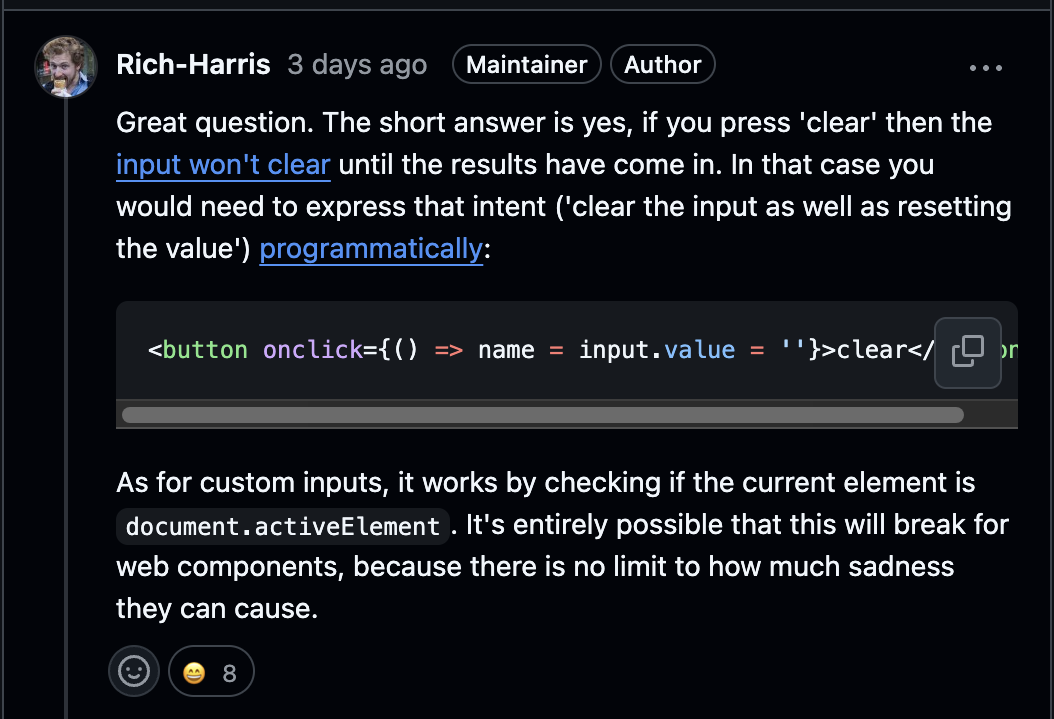 Rich-Harris 3 days ago Maintainer Author
Great question. The short answer is yes, if you press 'clear' then the
input won't clear until the results have come in. In that case you
would need to express that intent ('clear the input as well as resetting
the value') programmatically:
<button onclick={() => name = input.value = ''}>clear</
As for custom inputs, it works by checking if the current element is
document.activeElement. It's entirely possible that this will break for
web components, because there is no limit to how much sadness
they can cause.
😄 8